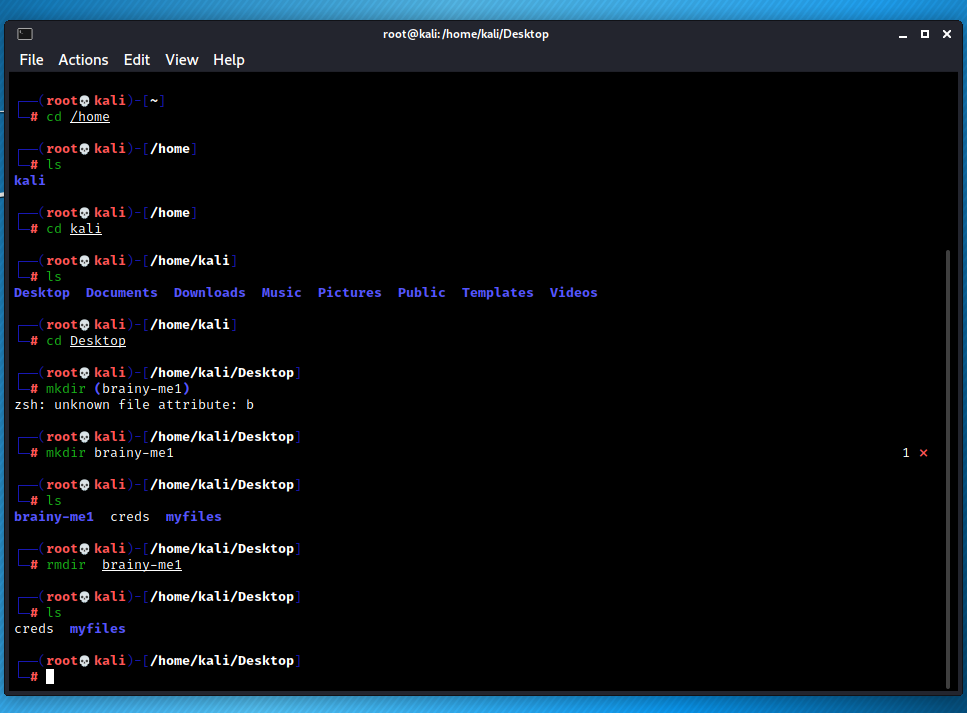 root@kali:/home/kali/Desktop
File Actions Edit View Help
┌──(root💀kali)-[~]
└─# cd /home
┌──(root💀kali)-[/home]
└─# ls
kali
┌──(root💀kali)-[/home]
└─# cd kali
┌──(root💀kali)-[/home/kali]
└─# ls
Desktop Documents Downloads Music Pictures Public Templates Videos
┌──(root💀kali)-[/home/kali]
└─# cd Desktop
┌──(root💀kali)-[/home/kali/Desktop]
└─# mkdir (brainy-me1)
zsh: unknown file attribute: b
┌──(root💀kali)-[/home/kali/Desktop]
└─# mkdir brainy-me1 1 ⨯
┌──(root💀kali)-[/home/kali/Desktop]
└─# ls
brainy-me1 creds myfiles
┌──(root💀kali)-[/home/kali/Desktop]
└─# rmdir brainy-me1
┌──(root💀kali)-[/home/kali/Desktop]
└─# ls
creds myfiles
┌──(root💀kali)-[/home/kali/Desktop]
└─#